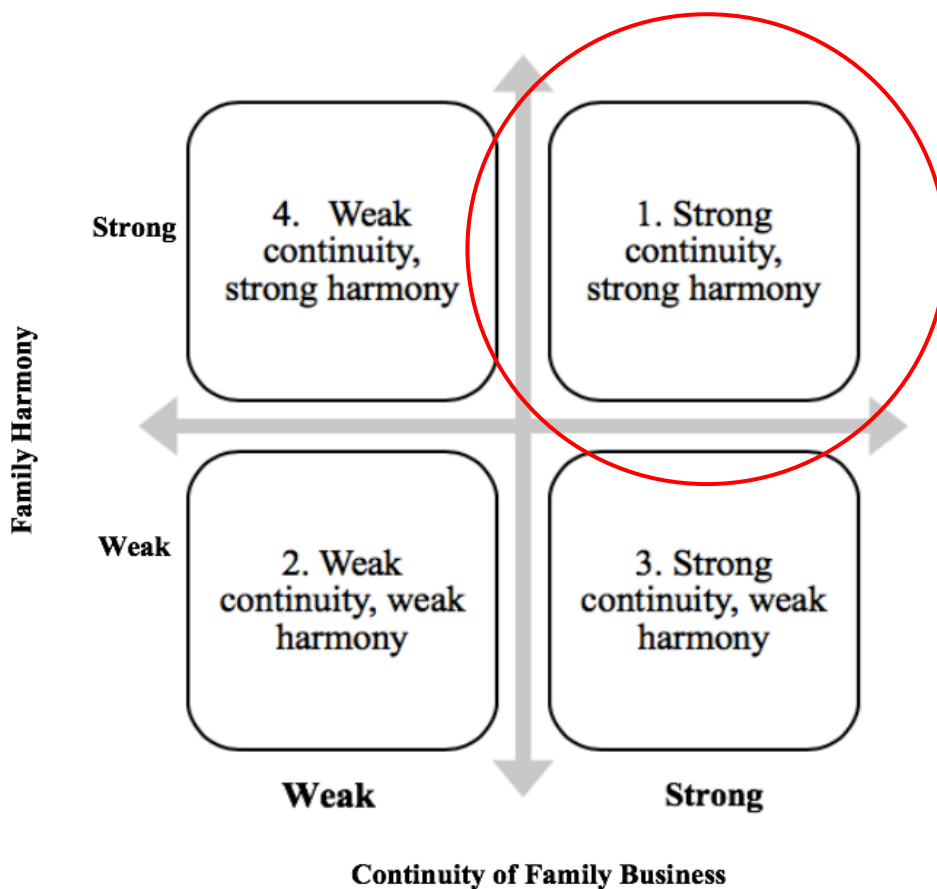 Family Harmony
Strong
4. Weak
continuity,
strong harmony
1. Strong
continuity,
strong harmony
Weak
2. Weak
continuity, weak
harmony
3. Strong
continuity, weak
harmony
Weak
Strong
Continuity of Family Business